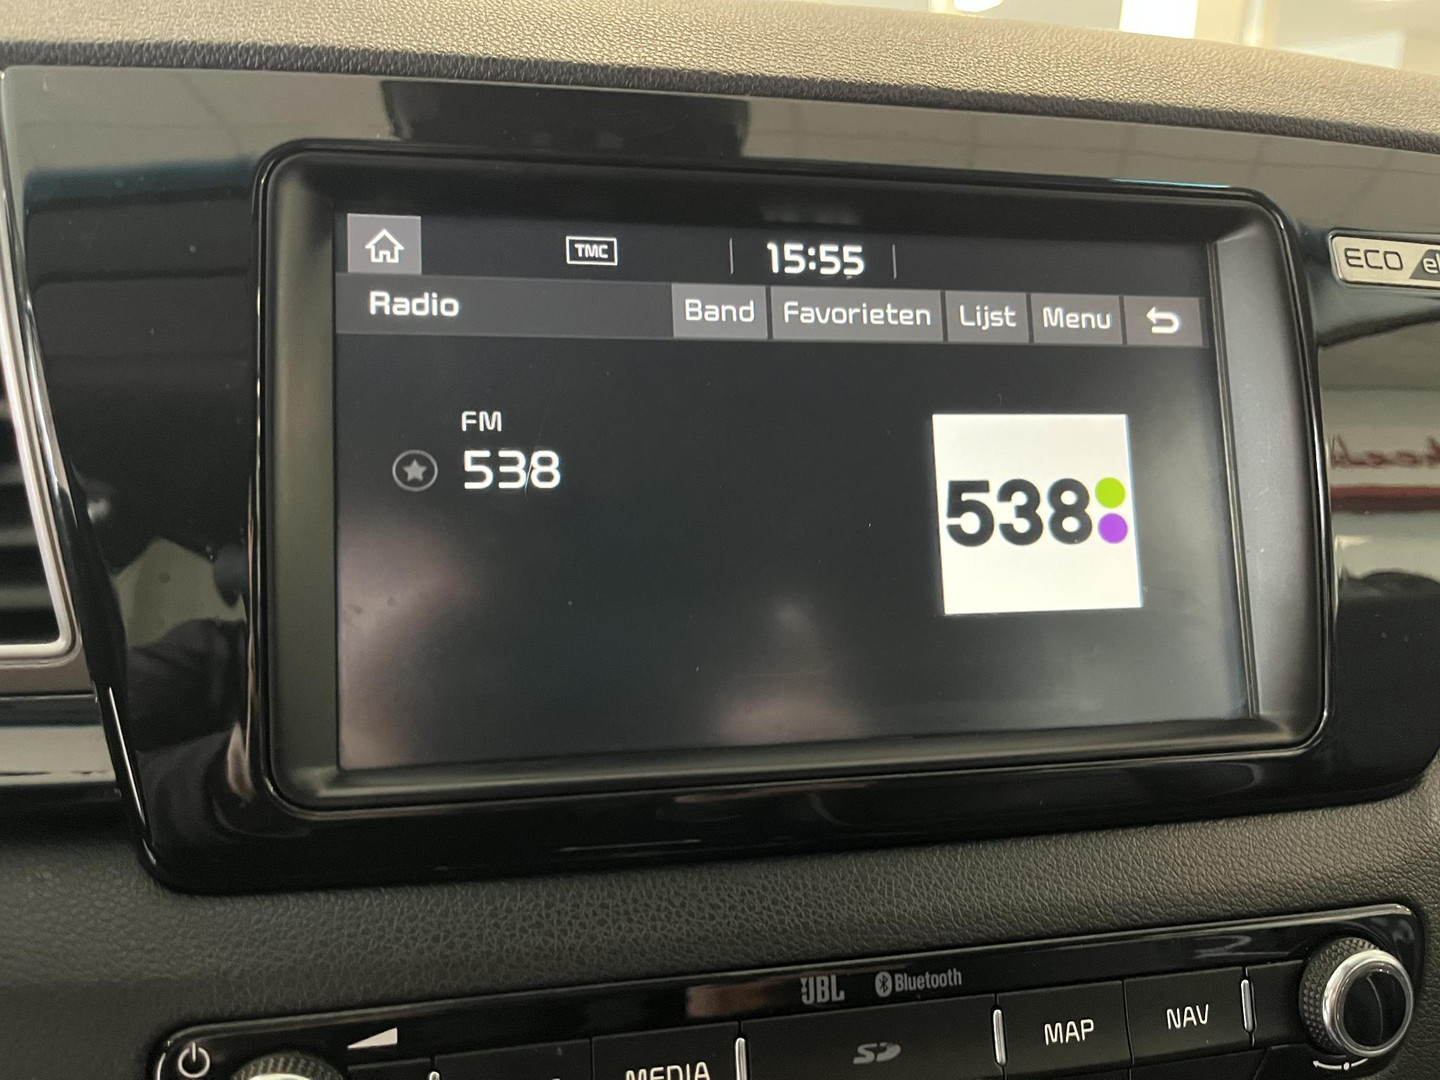 TMC
15:55
ECO
Radio
Band
Favorieten
Lijst
Menu
FM
538
538
JBL
Bluetooth
MEDIA
SD
MAP
NAV